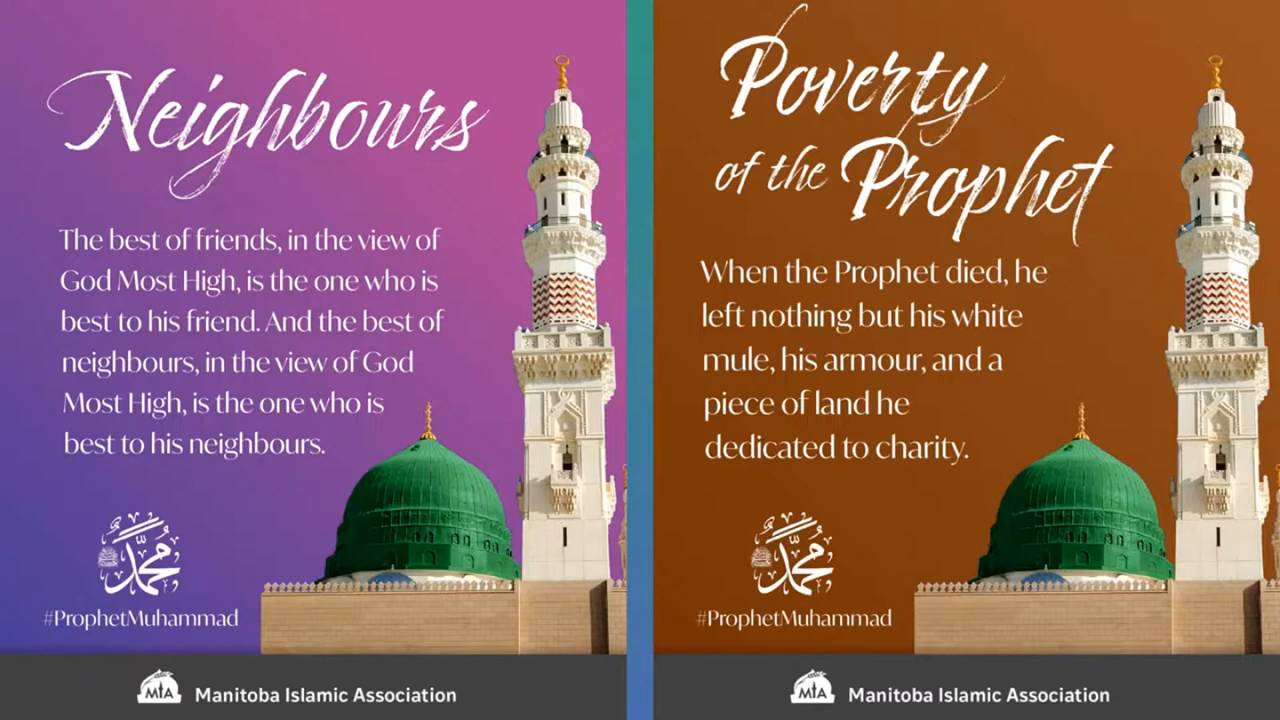 Neighbours
The best of friends, in the view of
God Most High, is the one who is
best to his friend. And the best of
neighbours, in the view of God
Most High, is the one who is
best to his neighbours.
محمد
#ProphetMuhammad
MIA
Manitoba Islamic Association
Poverty
of the Prophet
When the Prophet died, he
left nothing but his white
mule, his armour, and a
piece of land he
dedicated to charity.
محمد
#ProphetMuhammad
MIA
Manitoba Islamic Association